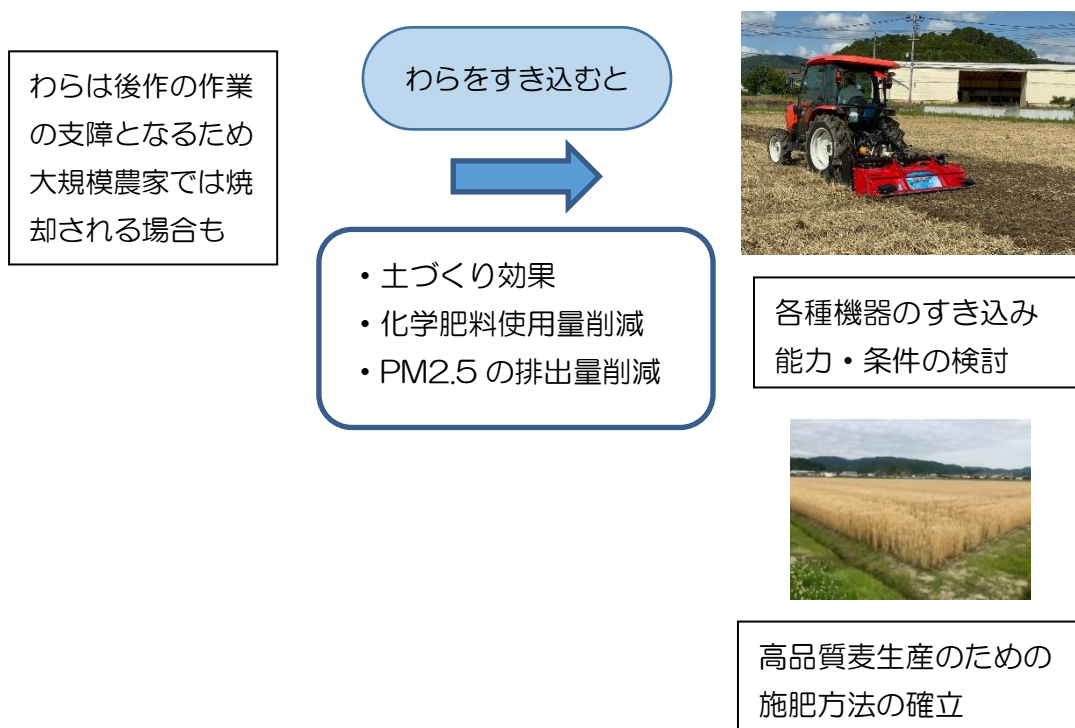 わらは後作の作業
の支障となるため
大規模農家では焼
却される場合も
わらをすき込むと
・土づくり効果
・化学肥料使用量削減
・PM2.5 の排出量削減
各種機器のすき込み
能力・条件の検討
高品質麦生産のための
施肥方法の確立